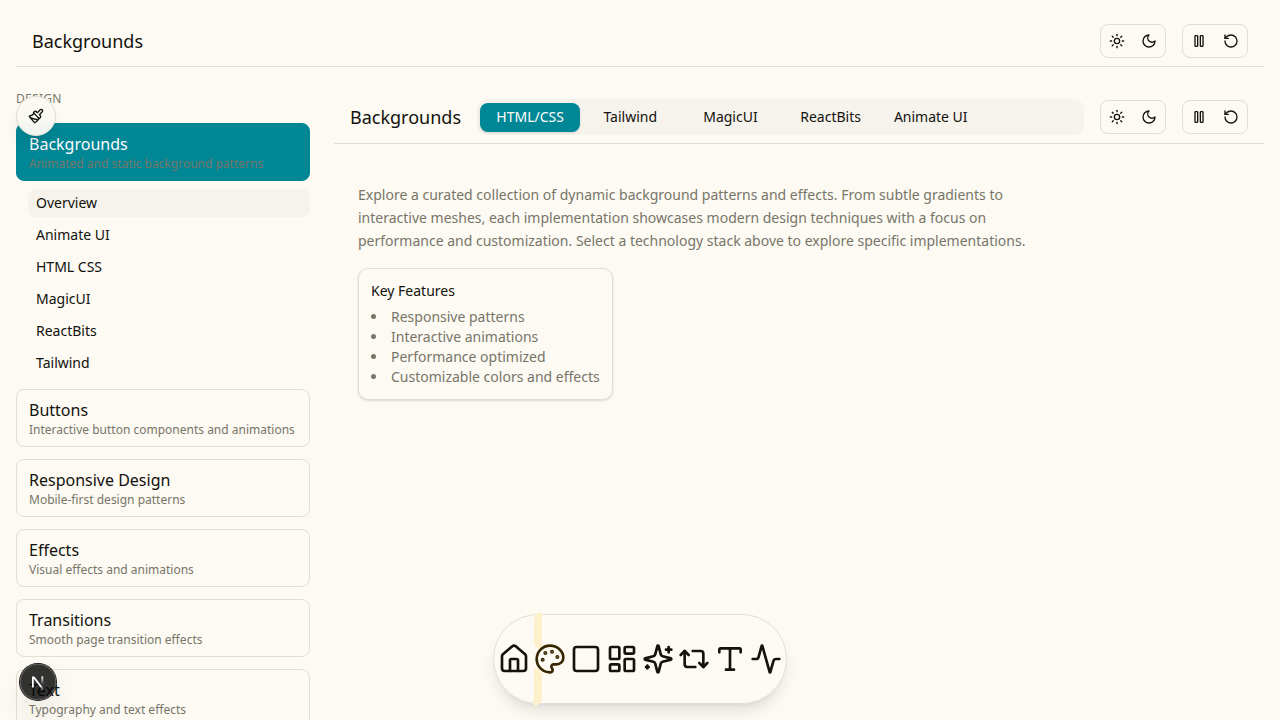 Backgrounds
DESIGN
Backgrounds
Animated and static background patterns
Overview
Animate UI
HTML CSS
MagicUI
ReactBits
Tailwind
Buttons
Interactive button components and animations
Responsive Design
Mobile-first design patterns
Effects
Visual effects and animations
Transitions
Smooth page transition effects
Text
Typography and text effects
N
Backgrounds
HTML/CSS
Tailwind
MagicUI
ReactBits
Animate UI
Explore a curated collection of dynamic background patterns and effects. From subtle gradients to
interactive meshes, each implementation showcases modern design techniques with a focus on
performance and customization. Select a technology stack above to explore specific implementations.
Key Features
Responsive patterns
Interactive animations
Performance optimized
Customizable colors and effects